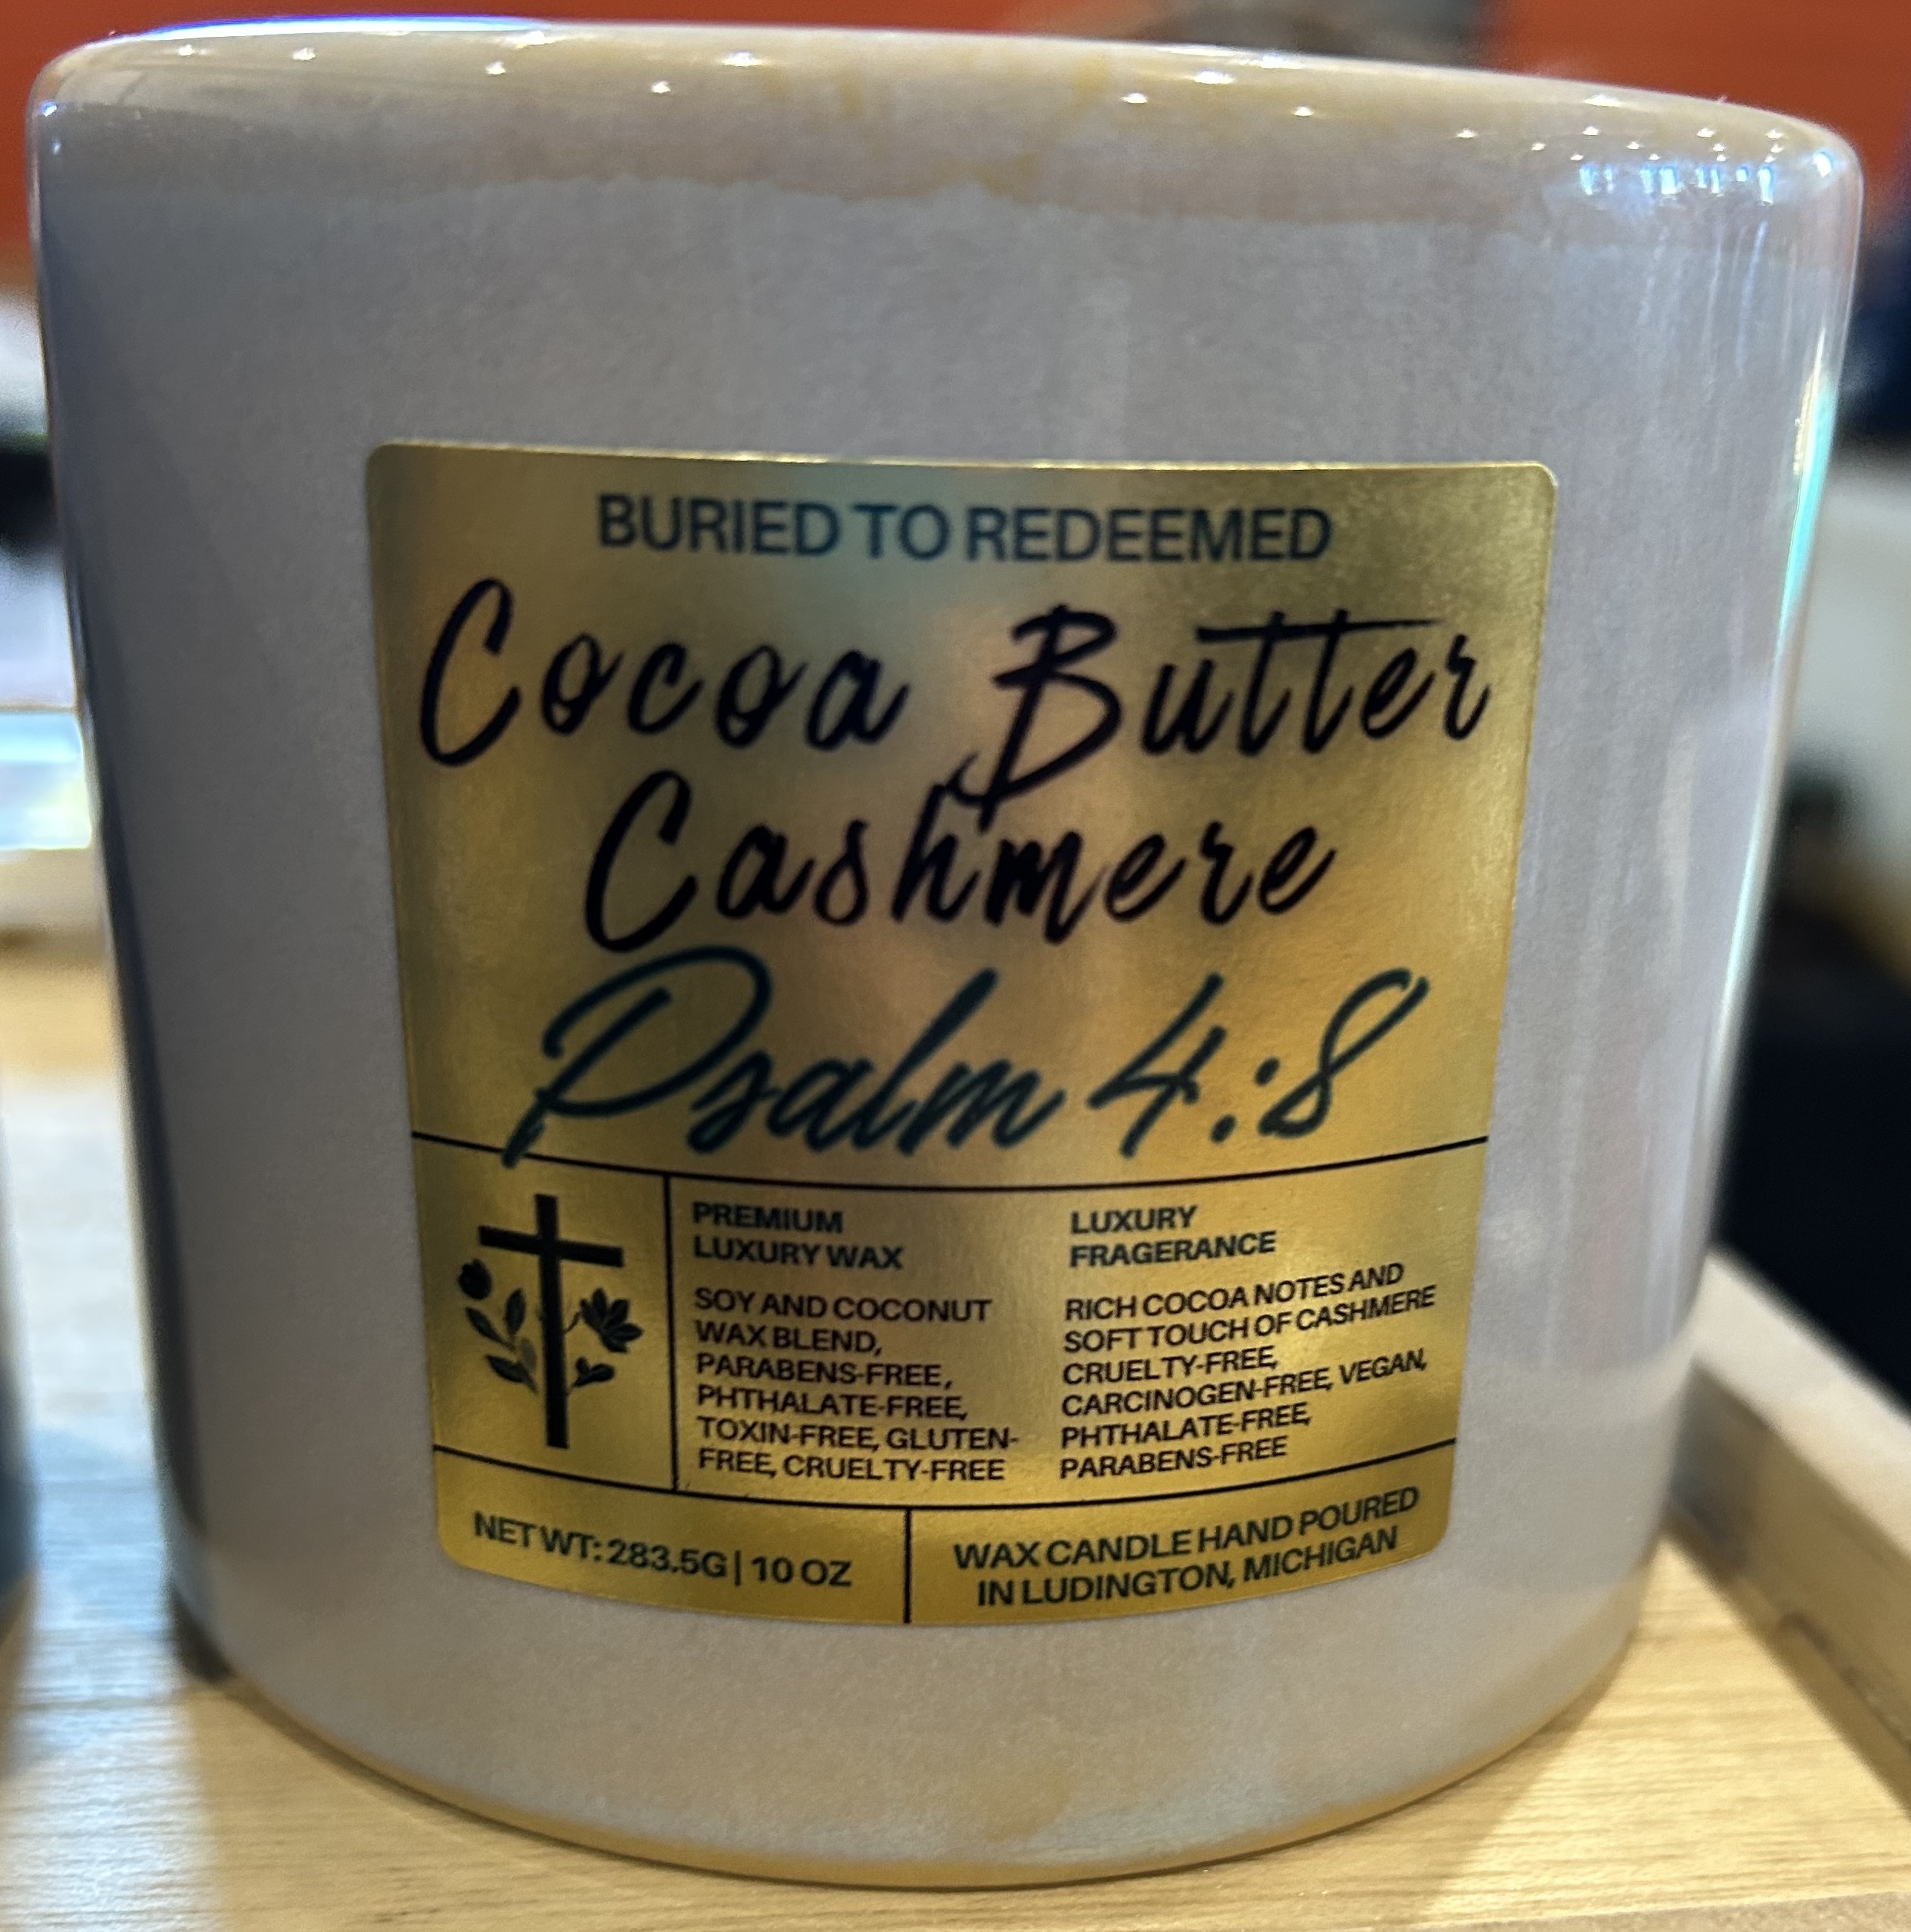 BURIED TO REDEEMED
Cocoa Butter
Cashmere
Psalm 4:8
PREMIUM
LUXURY WAX
SOY AND COCONUT
WAX BLEND,
PARABENS-FREE,
PHTHALATE-FREE,
TOXIN-FREE, GLUTEN-
FREE, CRUELTY-FREE
LUXURY
FRAGERANCE
RICH COCOA NOTES AND
SOFT TOUCH OF CASHMERE
CRUELTY-FREE,
CARCINOGEN-FREE, VEGAN,
PHTHALATE-FREE,
PARABENS-FREE
NET WT: 283.5G | 10 OZ
WAX CANDLE HAND POURED
IN LUDINGTON, MICHIGAN